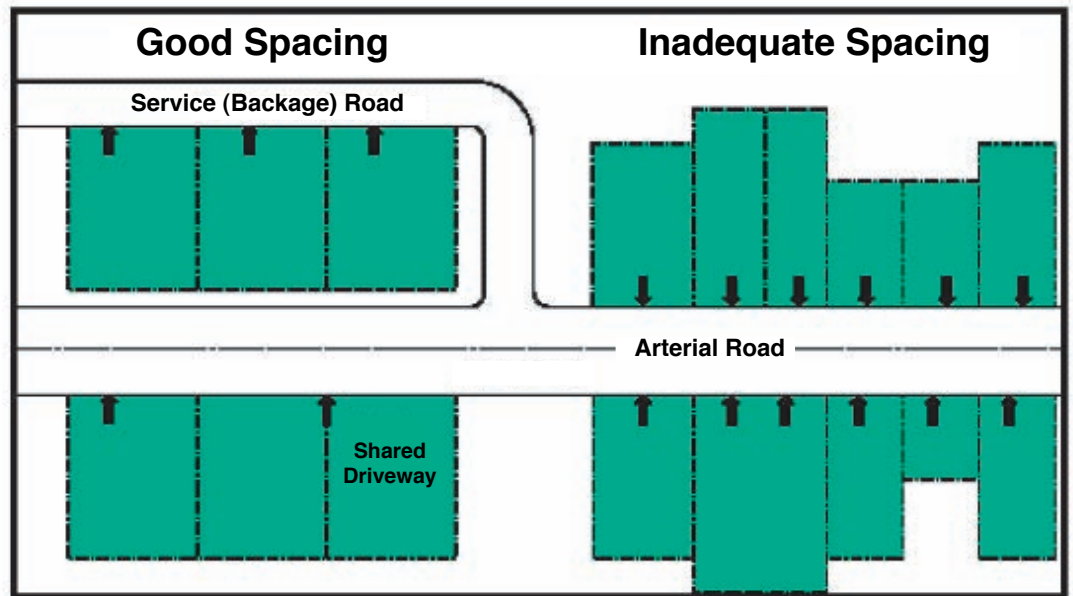 Good Spacing
Inadequate Spacing
Service (Backage) Road
Arterial Road
Shared
Driveway